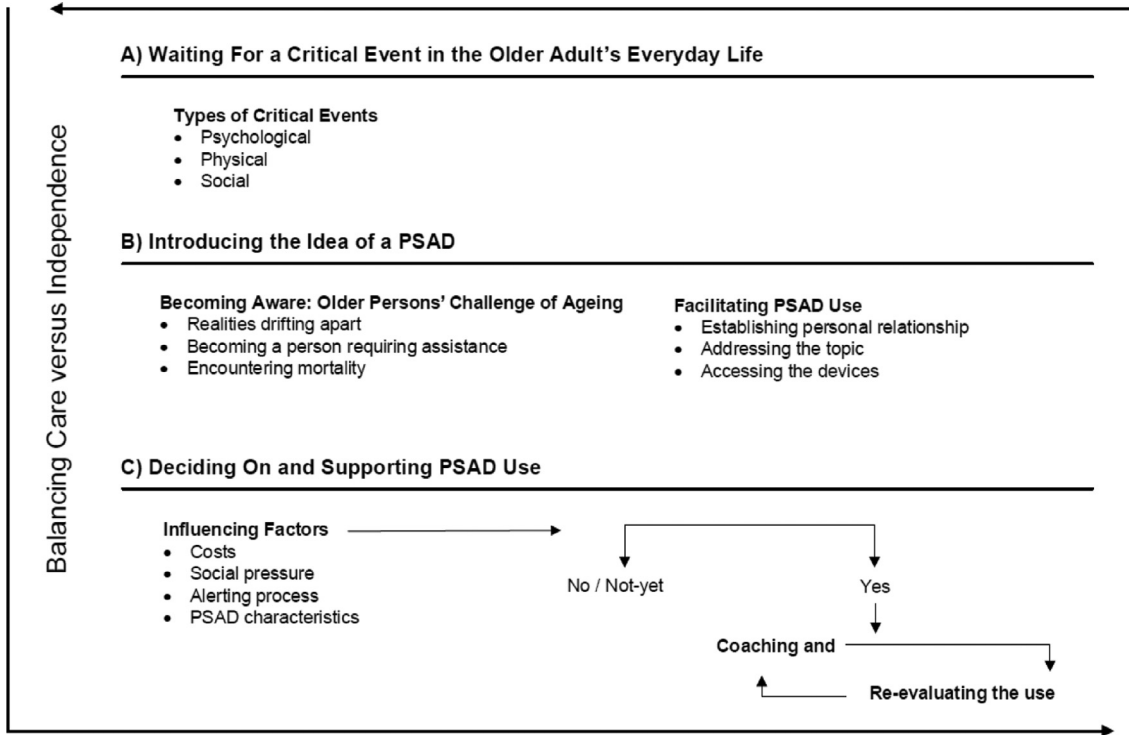 Balancing Care versus Independence
A) Waiting For a Critical Event in the Older Adult’s Everyday Life
Types of Critical Events
• Psychological
• Physical
• Social
B) Introducing the Idea of a PSAD
Becoming Aware: Older Persons’ Challenge of Ageing
• Realities drifting apart
• Becoming a person requiring assistance
• Encountering mortality
Facilitating PSAD Use
• Establishing personal relationship
• Addressing the topic
• Accessing the devices
C) Deciding On and Supporting PSAD Use
Influencing Factors
• Costs
• Social pressure
• Alerting process
• PSAD characteristics
No / Not-yet
Yes
Coaching and
Re-evaluating the use